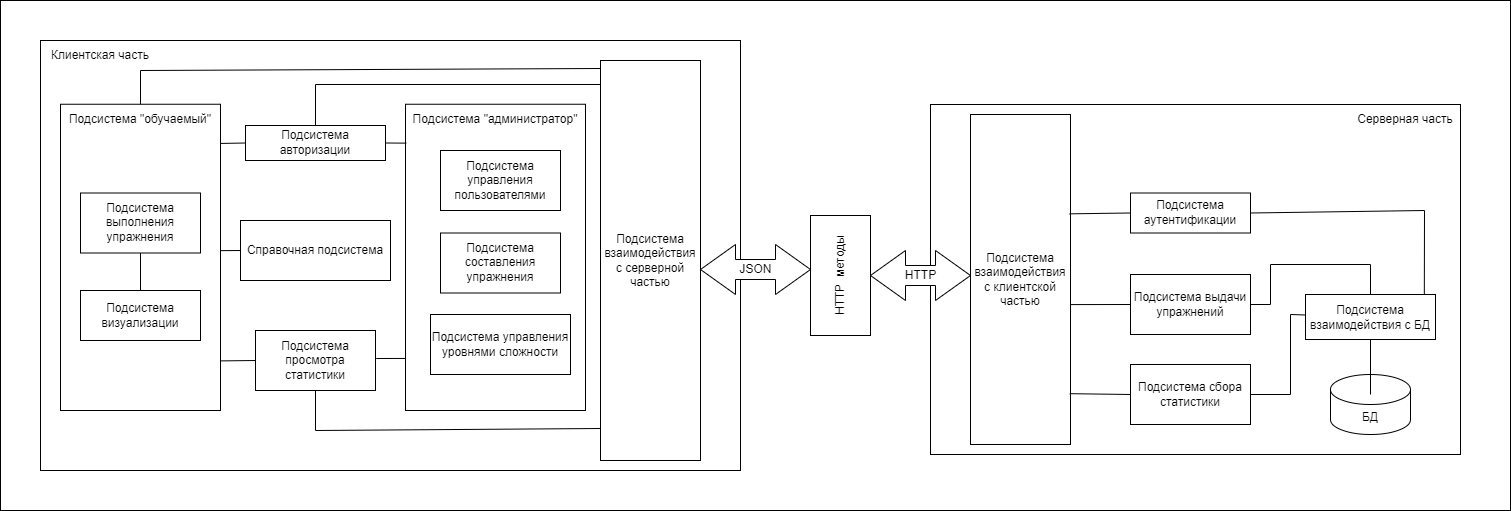 Клиентская часть
Подсистема "обучаемый"
Подсистема
выполнения
упражнения
Подсистема
визуализации
Подсистема
авторизации
Справочная подсистема
Подсистема
просмотра
статистики
Подсистема "администратор"
Подсистема
управления
пользователями
Подсистема
составления
упражнения
Подсистема управления
уровнями сложности
Подсистема
взаимодействия
с серверной
частью
JSON
HTTP методы
HTTP
Серверная часть
Подсистема
взаимодействия
с клиентской
частью
Подсистема
аутентификации
Подсистема выдачи
упражнений
Подсистема сбора
статистики
Подсистема
взаимодействия с БД
БД